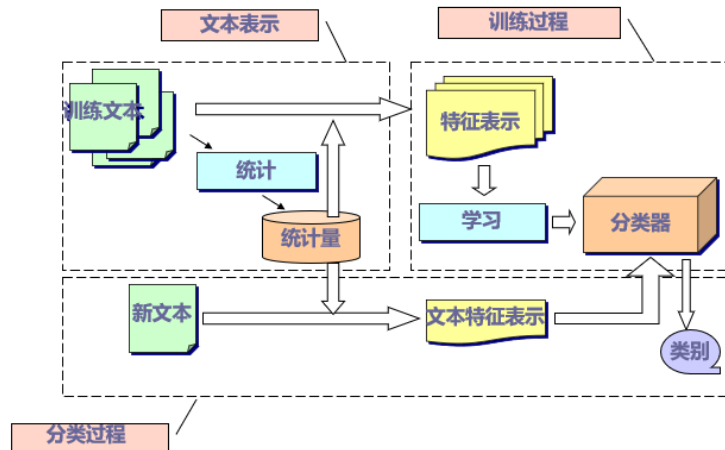 文本表示
训练过程
训练文本
特征表示
统计
学习
分类器
统计量
新文本
文本特征表示
类别
分类过程